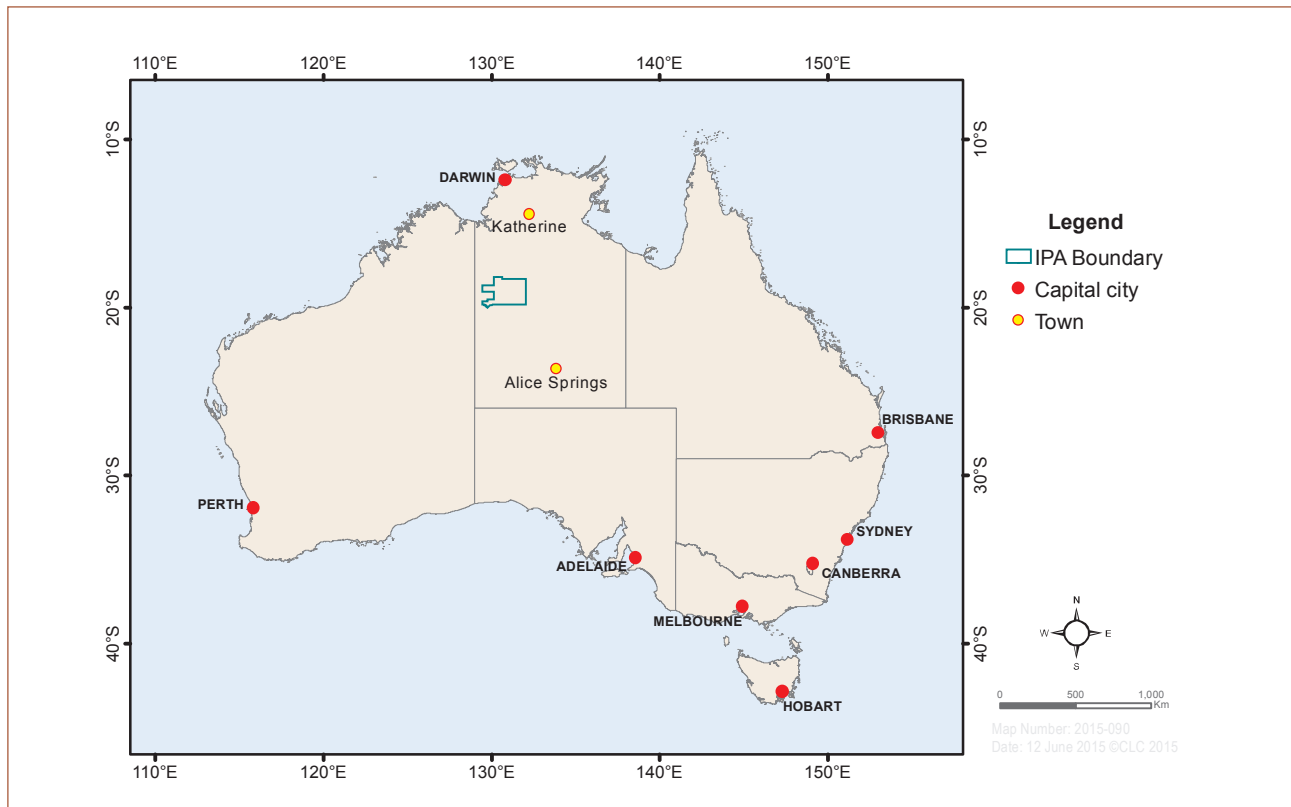 110°E 120°E 130°E 140°E 150°E
10°S 10°S
DARWIN
Katherine
Legend
IPA Boundary
Capital city
Town
20°S 20°S
Alice Springs
BRISBANE
30°S 30°S
PERTH
SYDNEY
ADELAIDE
CANBERRA
MELBOURNE
40°S 40°S
HOBART
N
W E
S
0 500 1,000
Km
Map Number: 2015-090
Date: 12 June 2015 ©CLC 2015
110°E 120°E 130°E 140°E 150°E